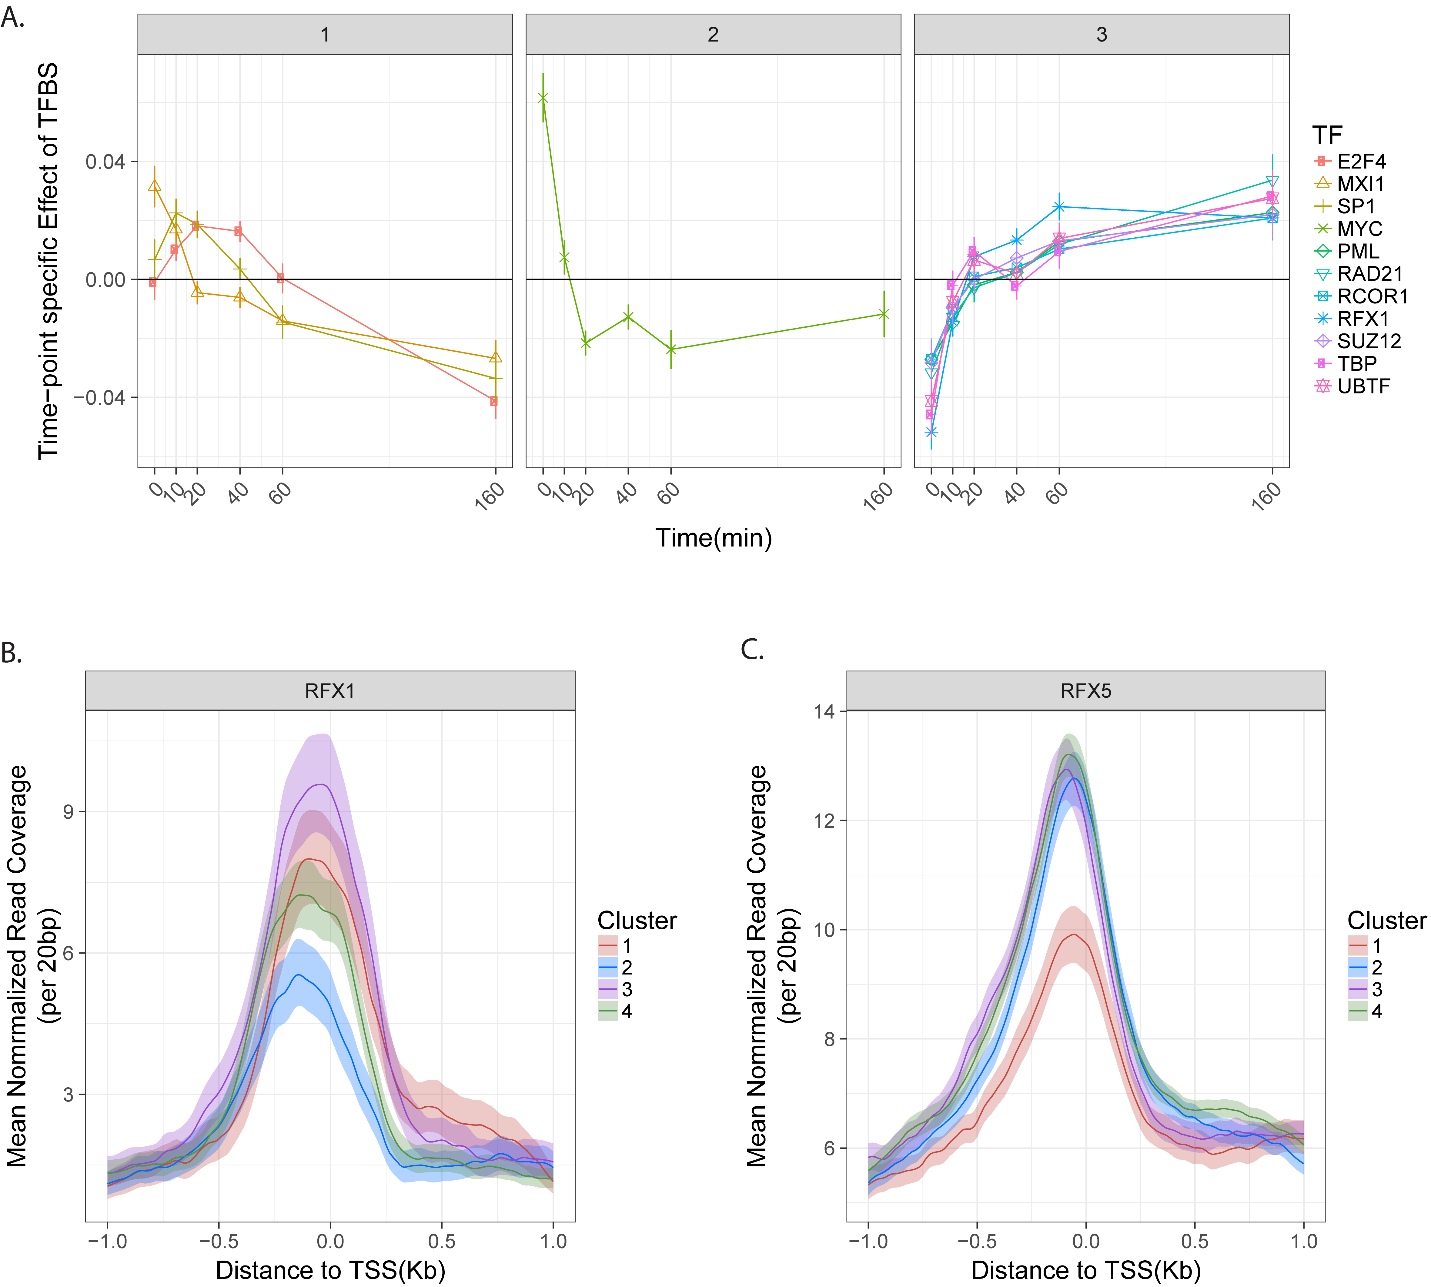 A.
1
2
3
Time-point specific Effect of TFBS
0.04
0.00
−0.04
0
10
20
40
60
160
0
10
20
40
60
160
0
10
20
40
60
160
Time(min)
TF
E2F4
MXI1
SP1
MYC
PML
RAD21
RCOR1
RFX1
SUZ12
TBP
UBTF
B.
RFX1
Mean Nommralized Read Coverage
(per 20bp)
9
6
3
−1.0
−0.5
0.0
0.5
1.0
Distance to TSS(Kb)
Cluster
1
2
3
4
C.
RFX5
Mean Nommralized Read Coverage
(per 20bp)
14
12
10
8
6
−1.0
−0.5
0.0
0.5
1.0
Distance to TSS(Kb)
Cluster
1
2
3
4